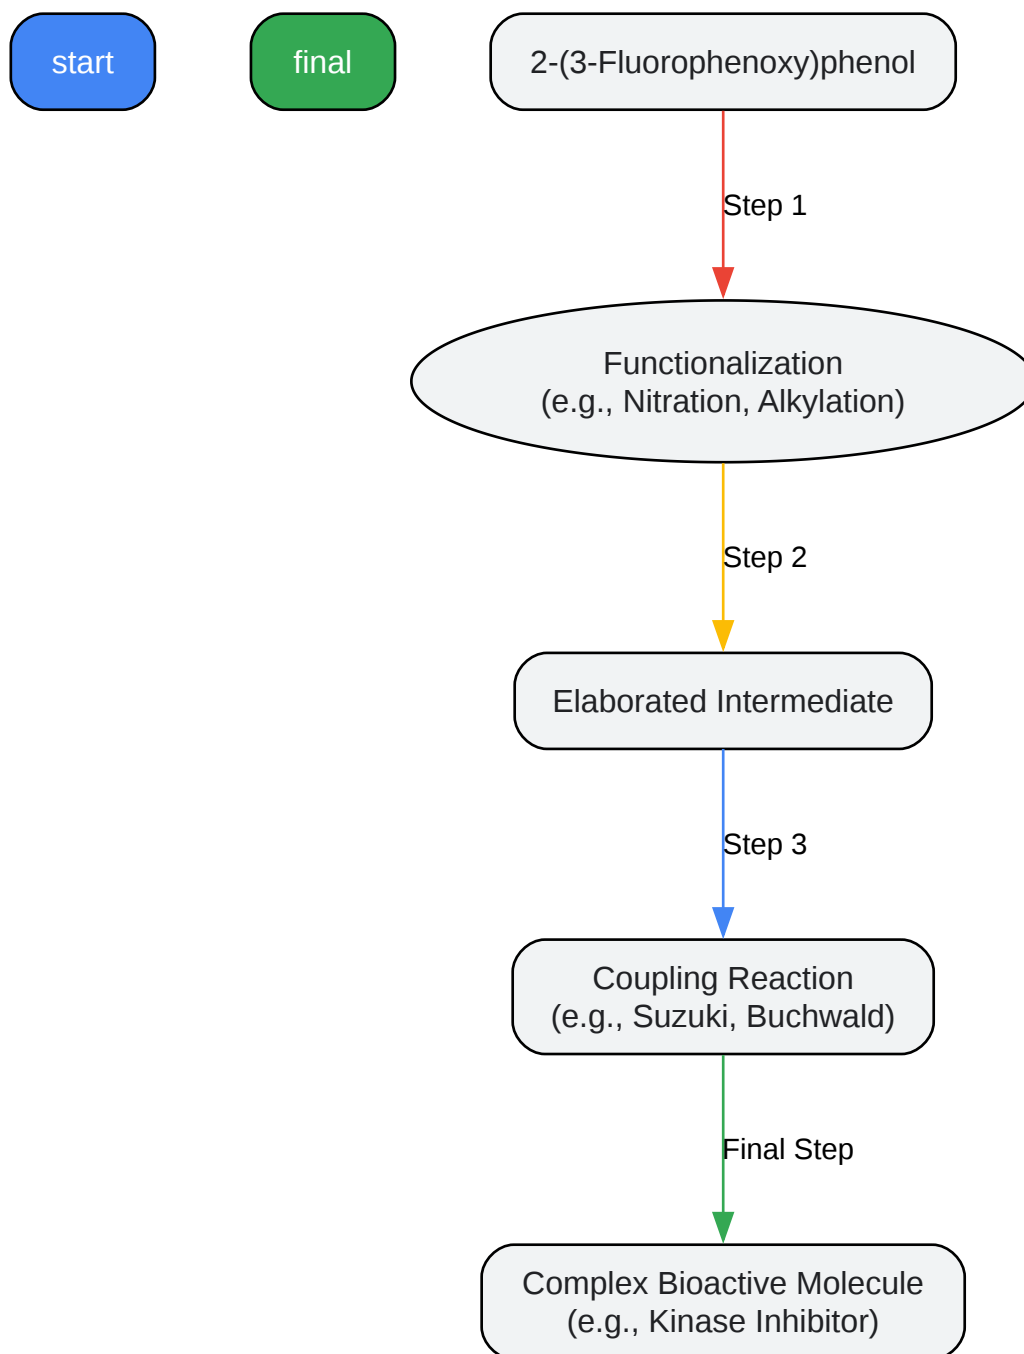 start
final
2-(3-Fluorophenoxy)phenol
Step 1
Functionalization
(e.g., Nitration, Alkylation)
Step 2
Elaborated Intermediate
Step 3
Coupling Reaction
(e.g., Suzuki, Buchwald)
Final Step
Complex Bioactive Molecule
(e.g., Kinase Inhibitor)